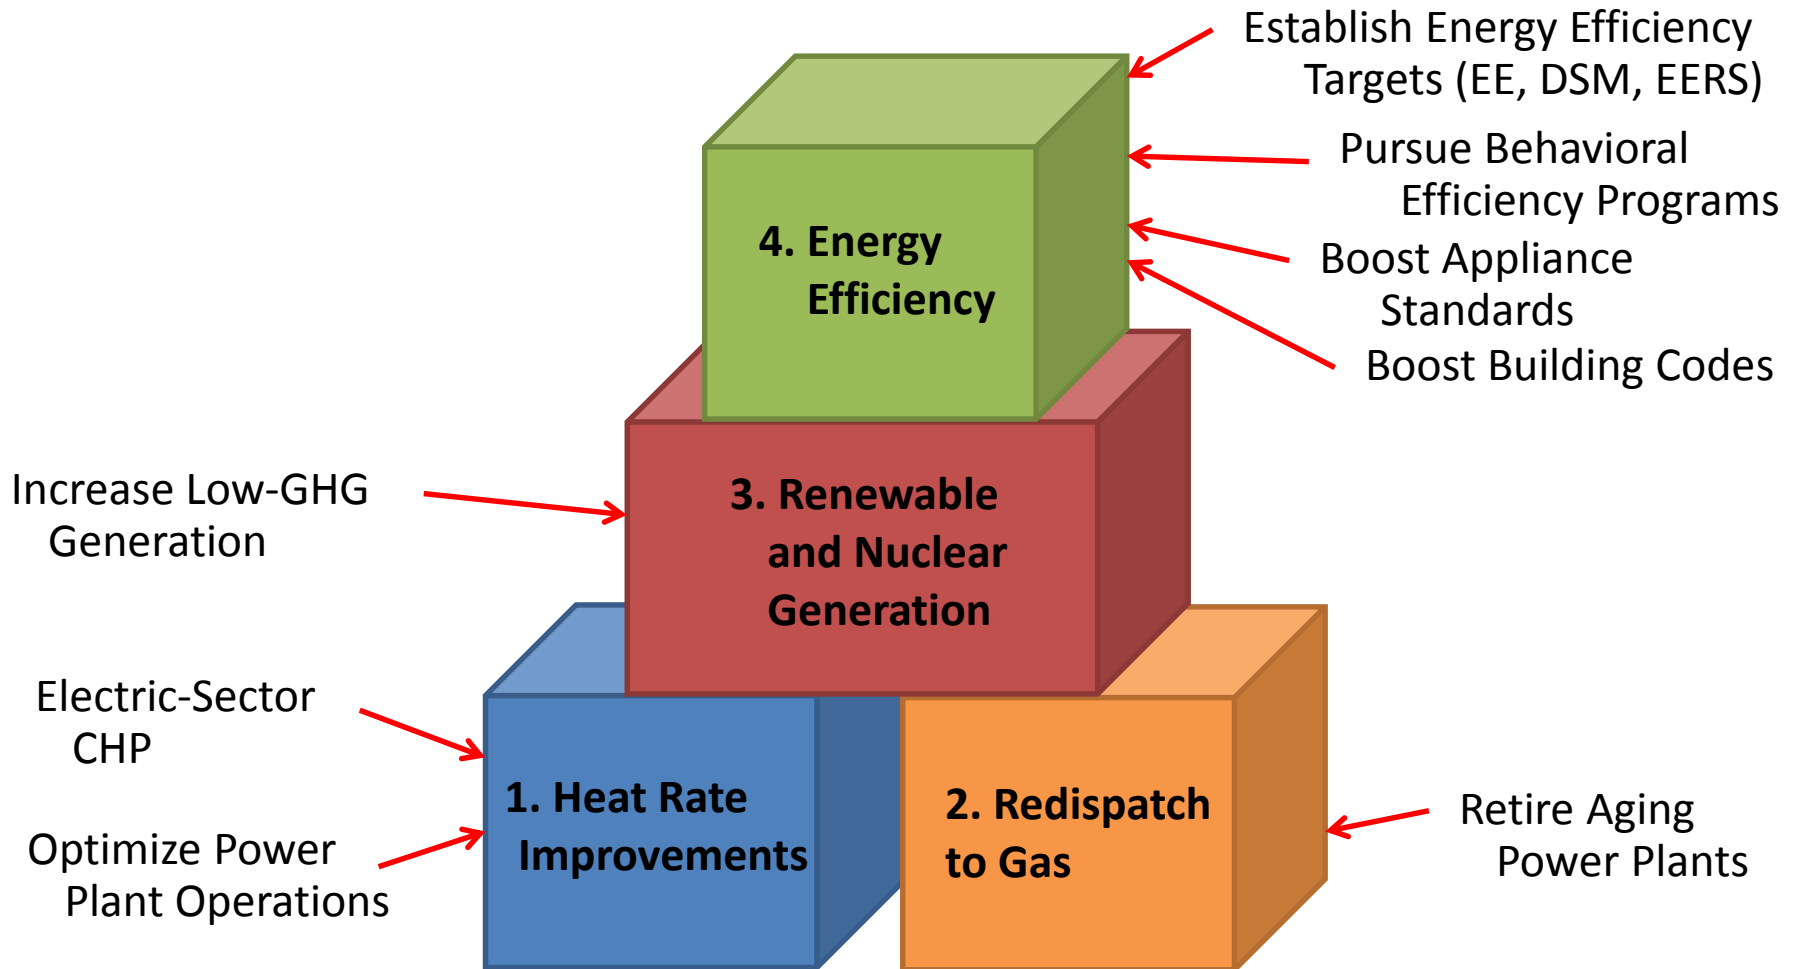 Establish Energy Efficiency
Targets (EE, DSM, EERS)
Pursue Behavioral
Efficiency Programs
4. Energy
Efficiency
Boost Appliance
Standards
Boost Building Codes
Increase Low-GHG
Generation
3. Renewable
and Nuclear
Generation
Electric-Sector
CHP
1. Heat Rate
Improvements
2. Redispatch
to Gas
Optimize Power
Plant Operations
Retire Aging
Power Plants